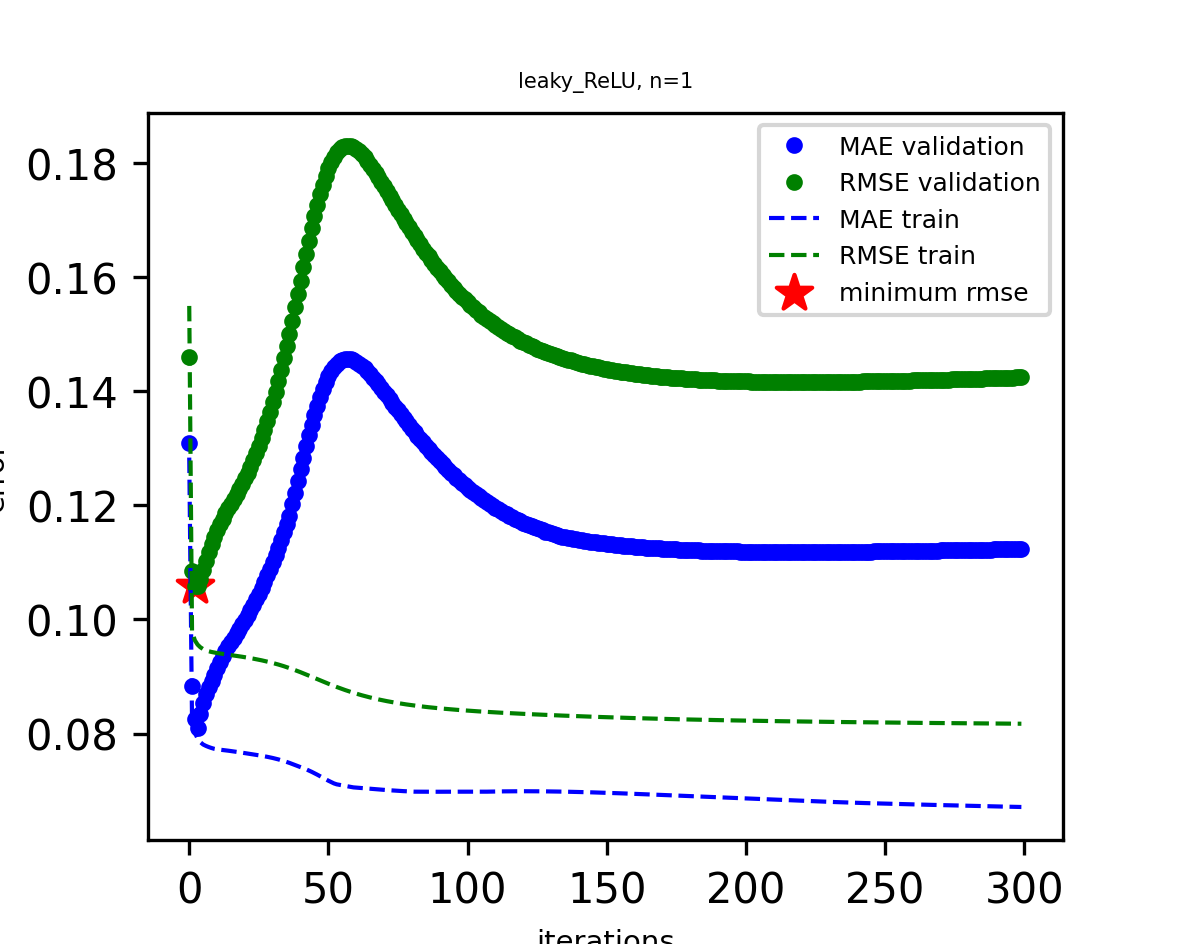 leaky_ReLU, n=1
0.18
0.16
0.14
0.12
0.10
0.08
MAE validation
RMSE validation
MAE train
RMSE train
minimum rmse
0 50 100 150 200 250 300
iterations